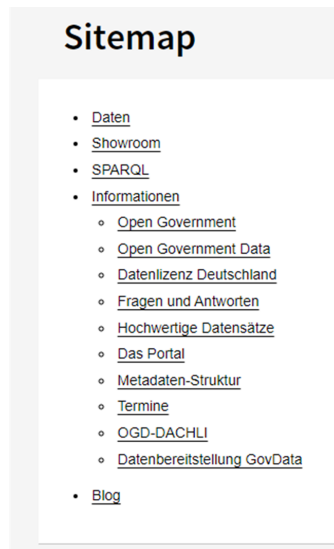 Sitemap
Daten
Showroom
SPARQL
Informationen
Open Government
Open Government Data
Datenlizenz Deutschland
Fragen und Antworten
Hochwertige Datensätze
Das Portal
Metadaten-Struktur
Termine
OGD-DACHLI
Datenbereitstellung GovData
Blog